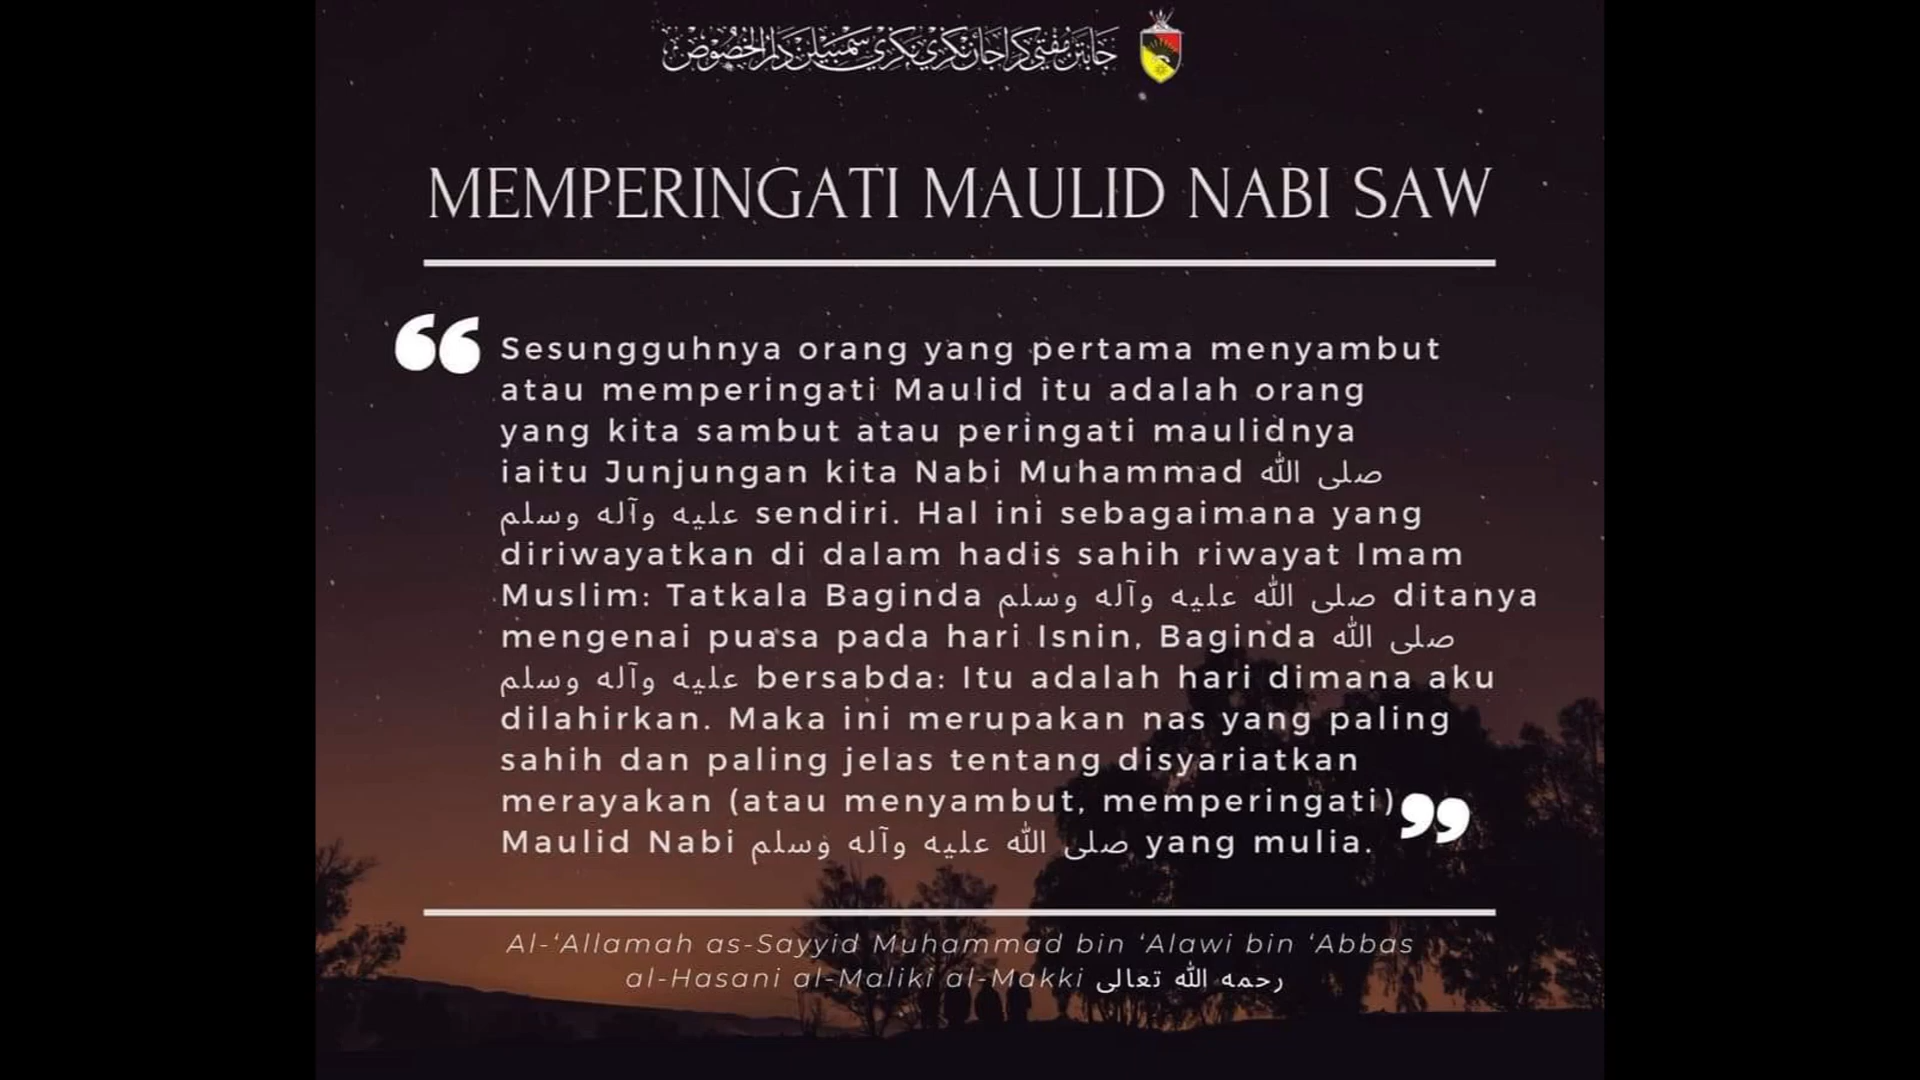 جابتن مفتي كراجأن نݢري نݢري سمبيلن دار الخصوص
MEMPERINGATI MAULID NABI SAW
“ Sesungguhnya orang yang pertama menyambut
atau memperingati Maulid itu adalah orang
yang kita sambut atau peringati maulidnya
iaitu Junjungan kita Nabi Muhammad صلى الله
عليه وآله وسلم sendiri. Hal ini sebagaimana yang
diriwayatkan di dalam hadis sahih riwayat Imam
Muslim: Tatkala Baginda صلى الله عليه وآله وسلم ditanya
mengenai puasa pada hari Isnin, Baginda صلى الله
عليه وآله وسلم bersabda: Itu adalah hari dimana aku
dilahirkan. Maka ini merupakan nas yang paling
sahih dan paling jelas tentang disyariatkan
merayakan (atau menyambut, memperingati)
Maulid Nabi صلى الله عليه وآله وسلم yang mulia. ”
Al-‘Allamah as-Sayyid Muhammad bin ‘Alawi bin ‘Abbas
al-Hasani al-Maliki al-Makki رحمه الله تعالى